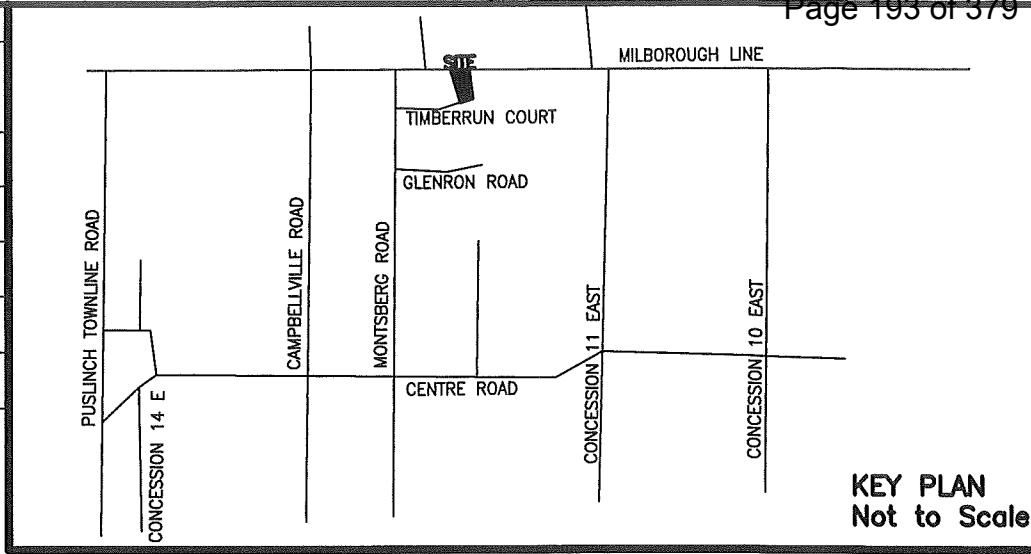 Page 193 of 379
MILBOROUGH LINE
SITE
TIMBERRUN COURT
GLENRON ROAD
PUSLINCH TOWNLINE ROAD
CAMPBELLVILLE ROAD
MONTSBERG ROAD
CONCESSION 11 EAST
CONCESSION 10 EAST
CENTRE ROAD
CONCESSION 14 E
KEY PLAN
Not to Scale